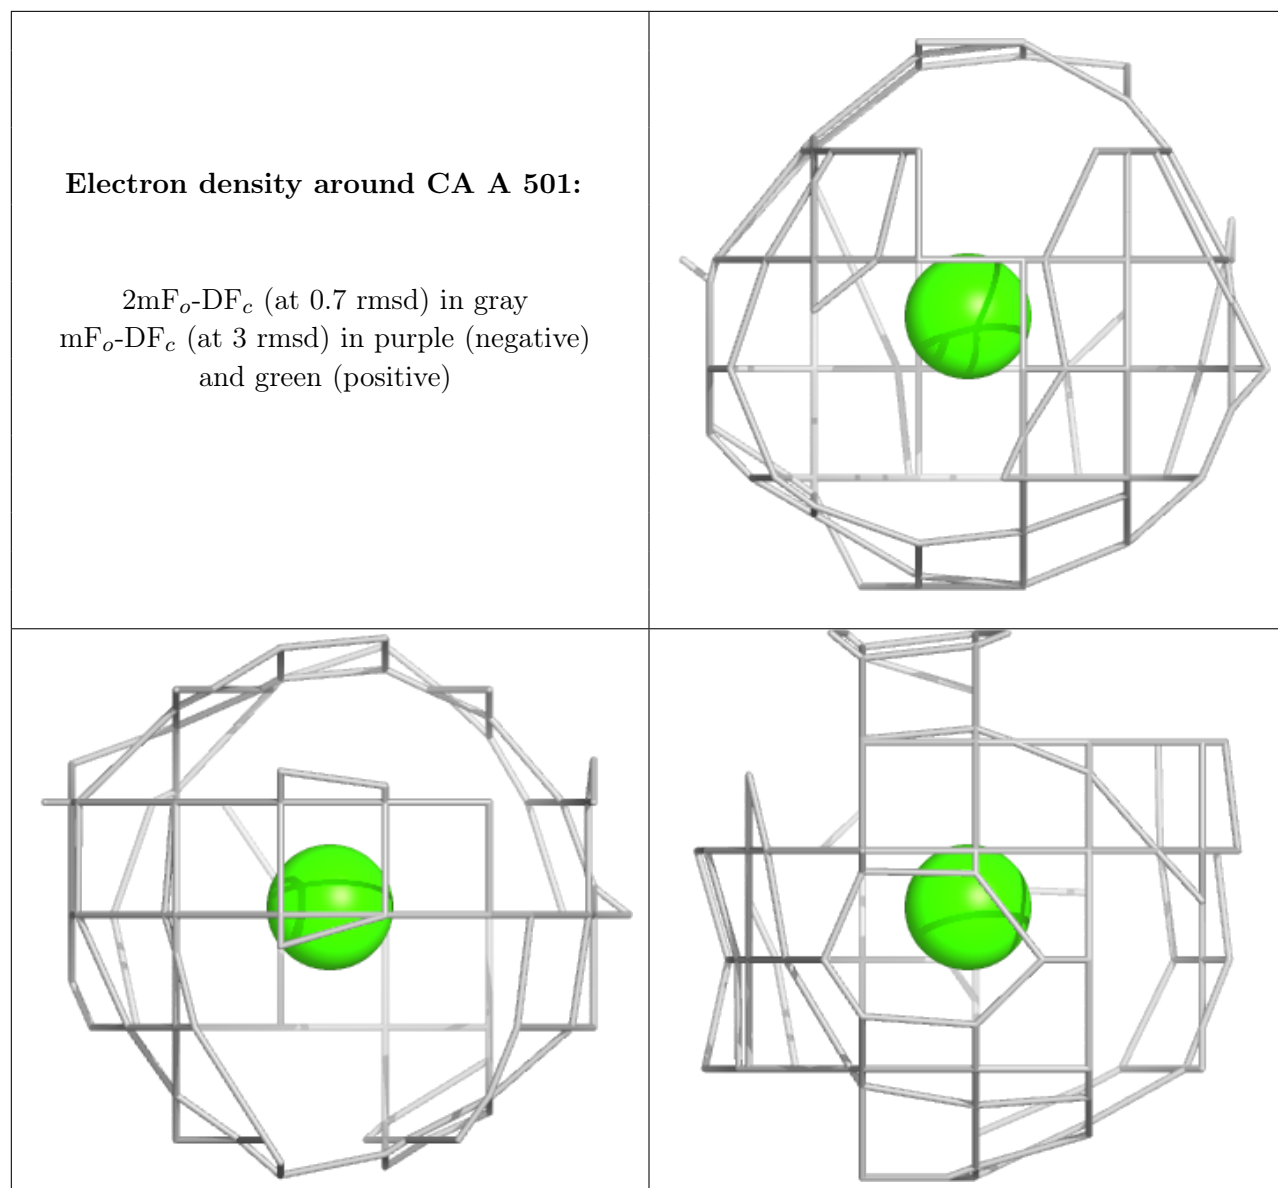 Electron density around CA A 501:
2mFo-DFc (at 0.7 rmsd) in gray
mFo-DFc (at 3 rmsd) in purple (negative)
and green (positive)